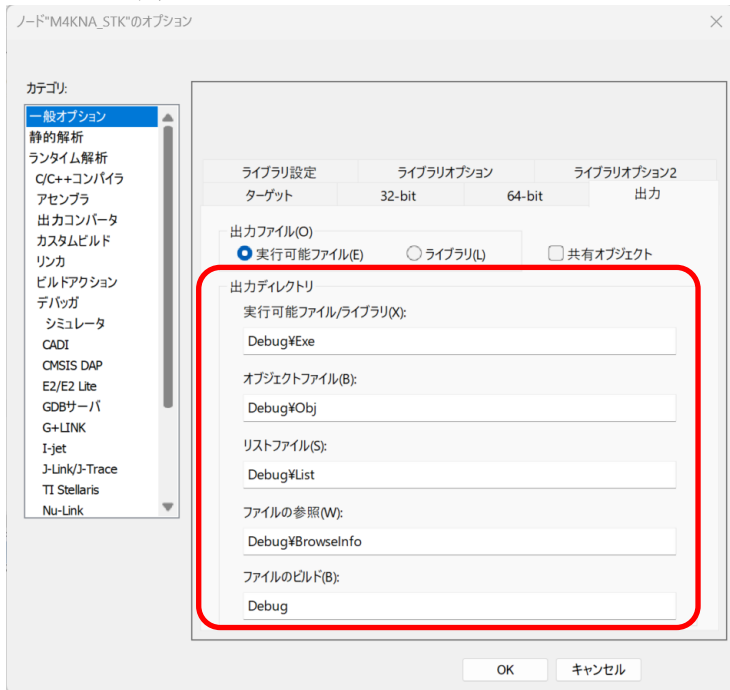 ノード"M4KNA_STK"のオプション
カテゴリ:
一般オプション
静的解析
ランタイム解析
C/C++コンパイラ
アセンブラ
出力コンバータ
カスタムビルド
リンカ
ビルドアクション
デバッガ
シミュレータ
CADI
CMSIS DAP
E2/E2 Lite
GDBサーバ
G+LINK
I-jet
J-Link/J-Trace
TI Stellaris
Nu-Link
ライブラリ設定 ライブラリオプション ライブラリオプション2
ターゲット 32-bit 64-bit 出力
出力ファイル(O)
実行可能ファイル(E) ライブラリ(L) 共有オブジェクト
出力ディレクトリ
実行可能ファイル/ライブラリ(X):
Debug¥Exe
オブジェクトファイル(B):
Debug¥Obj
リストファイル(S):
Debug¥List
ファイルの参照(W):
Debug¥BrowseInfo
ファイルのビルド(B):
Debug
OK キャンセル